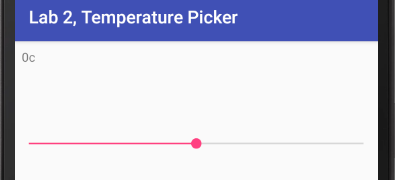 Lab 2, Temperature Picker
0c